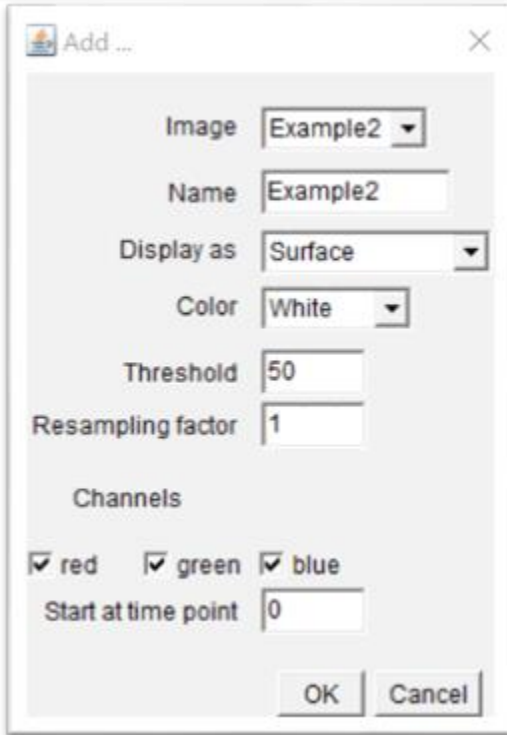 Add ...
Image Example2
Name Example2
Display as Surface
Color White
Threshold 50
Resampling factor 1
Channels
red green blue
Start at time point 0
OK Cancel